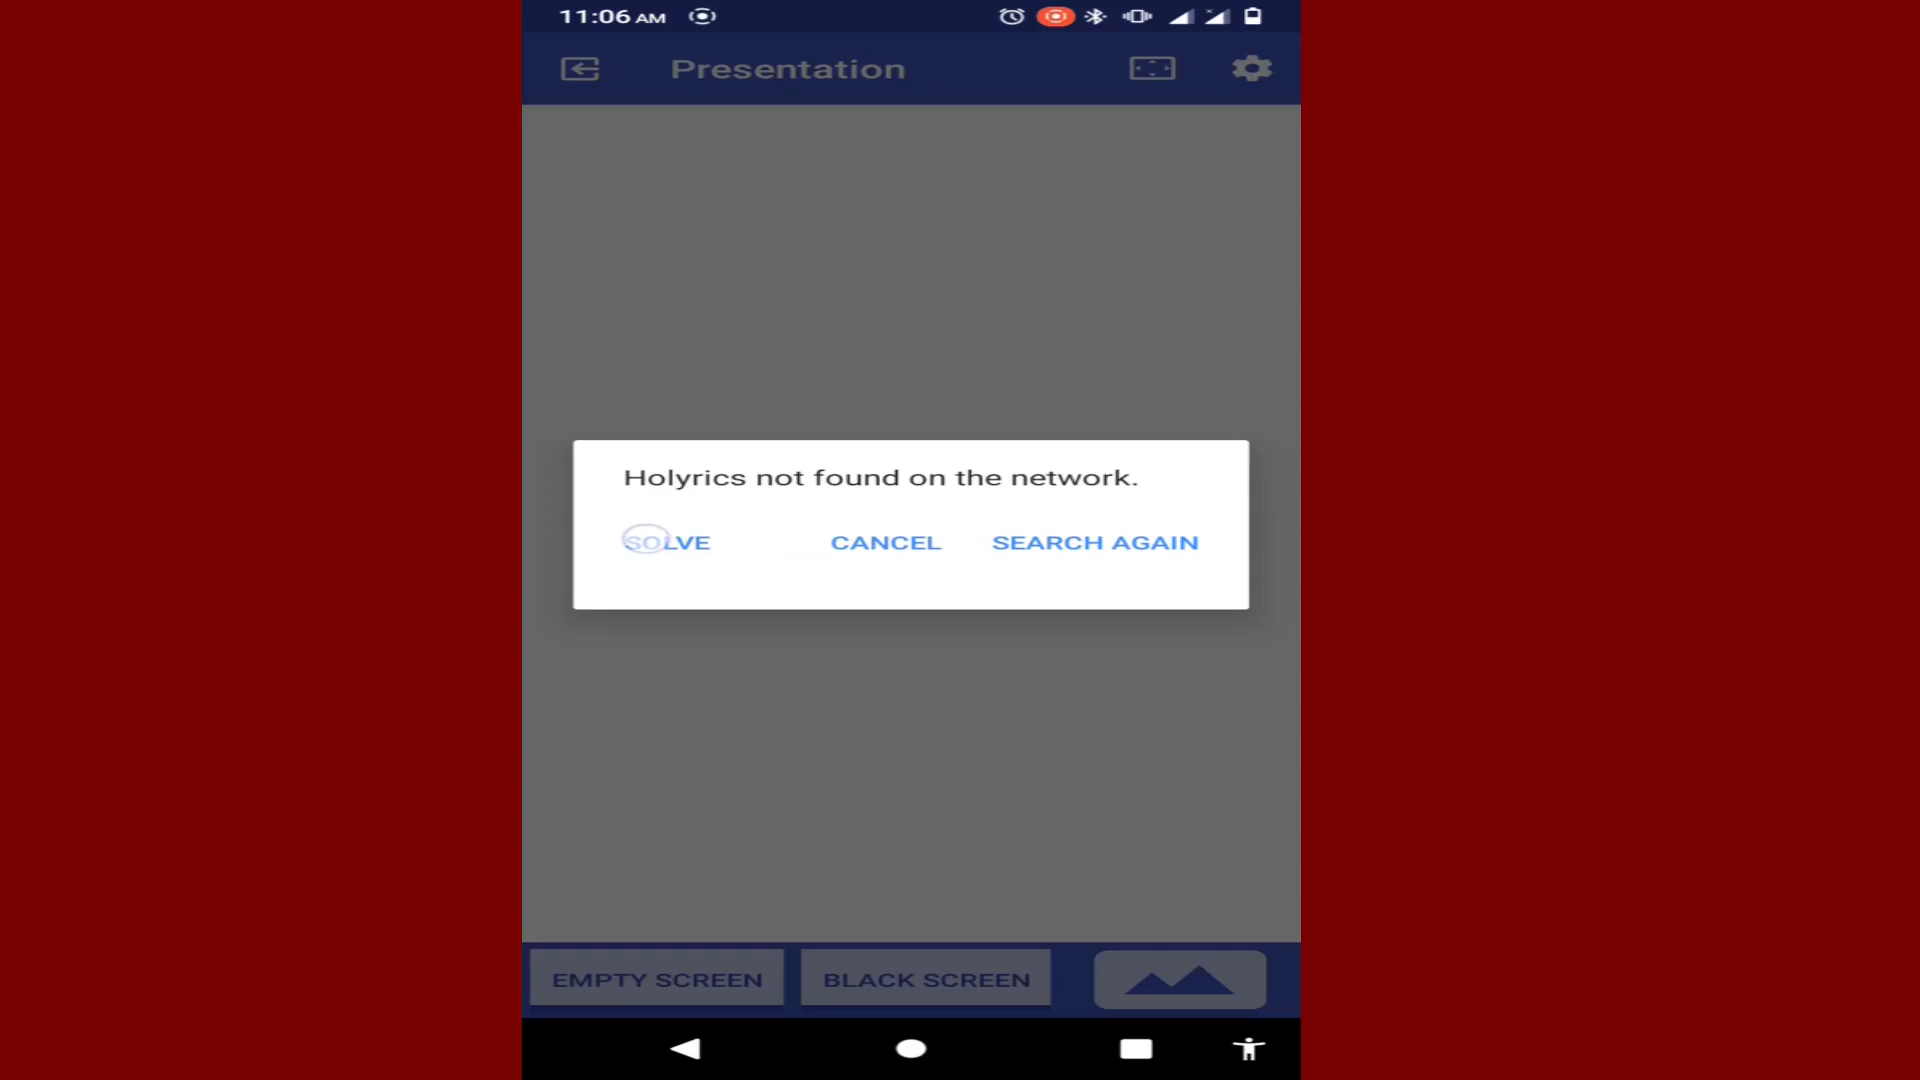 11:06 AM
Presentation
Holyrics not found on the network.
SOLVE CANCEL SEARCH AGAIN
EMPTY SCREEN BLACK SCREEN